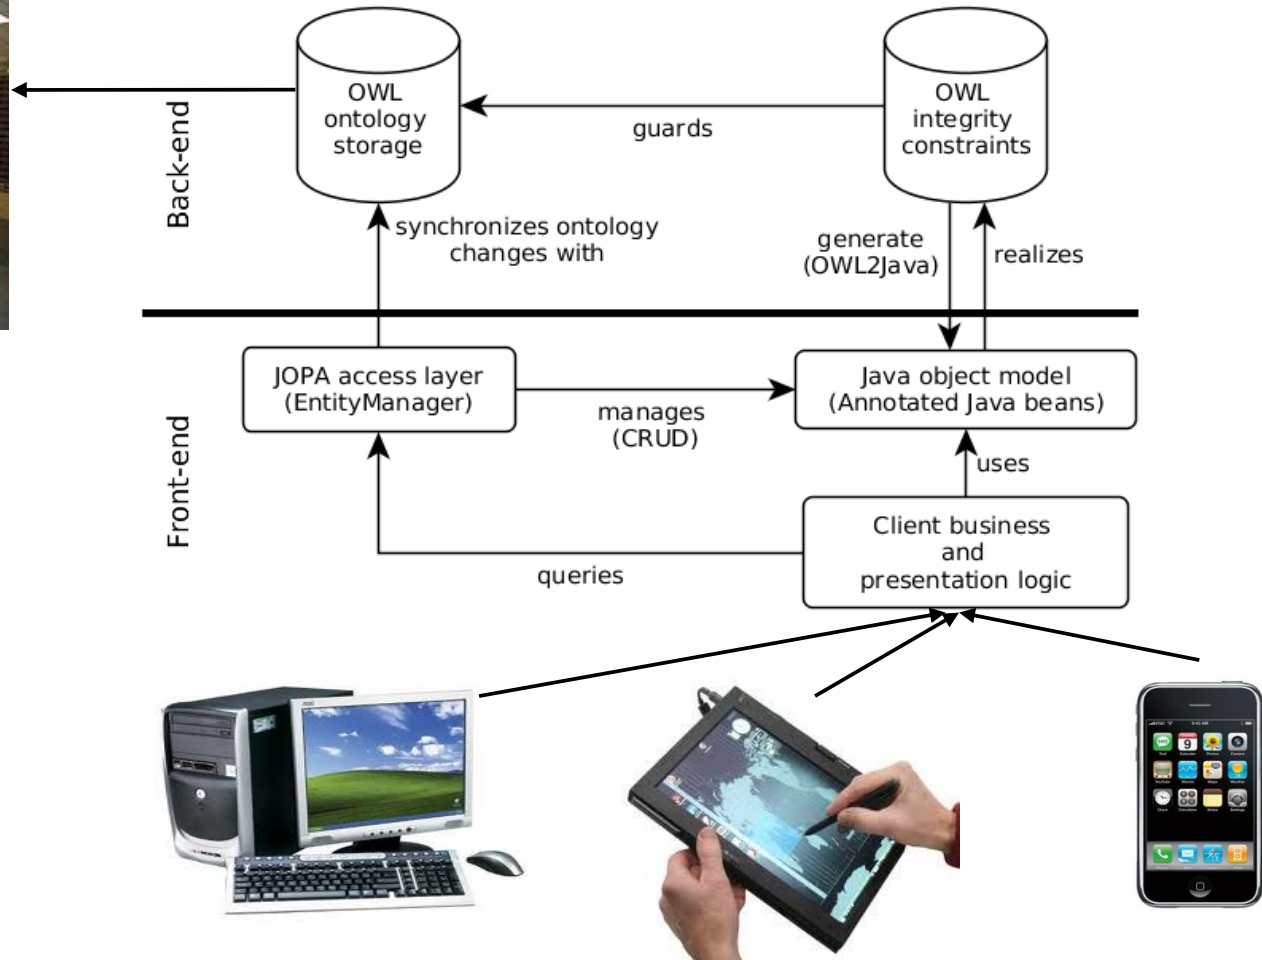 OWL
ontology
storage
OWL
integrity
constraints
guards
Back-end
synchronizes ontology
changes with
generate
(OWL2Java)
realizes
JOPA access layer
(EntityManager)
manages
(CRUD)
Java object model
(Annotated Java beans)
Front-end
uses
Client business
and
presentation logic
queries